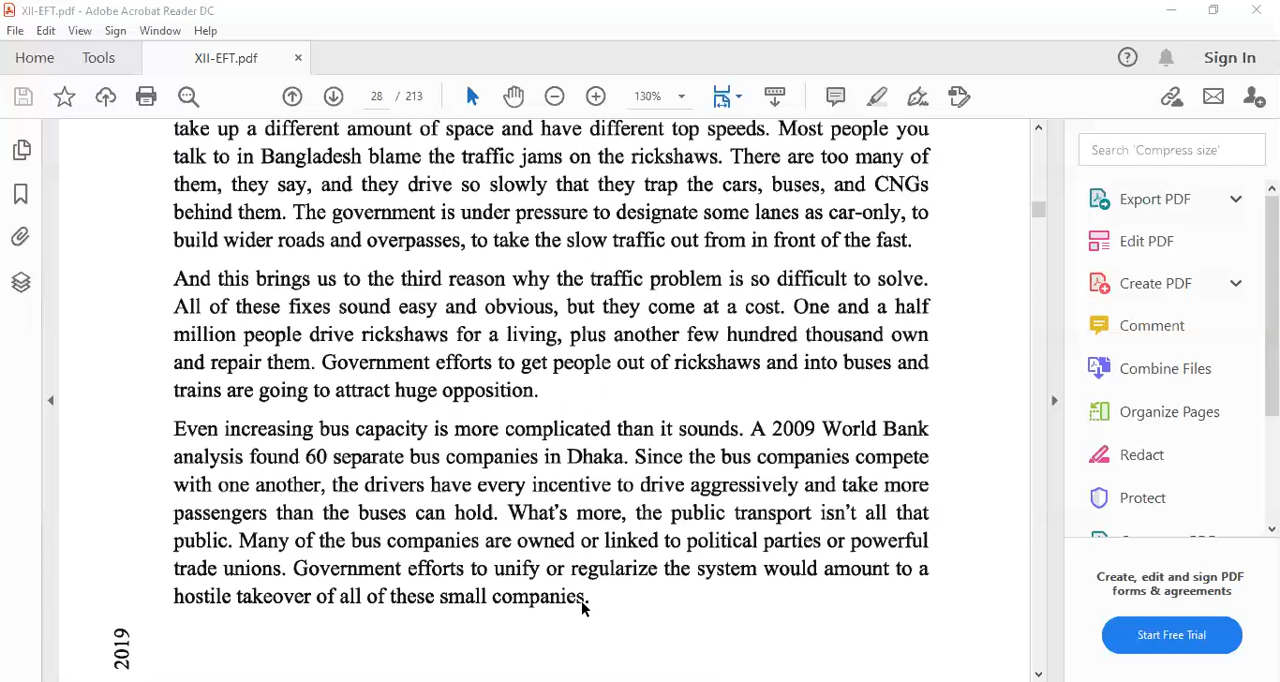 XII-EFT.pdf - Adobe Acrobat Reader DC
File Edit View Sign Window Help
Home Tools XII-EFT.pdf × Sign In
28 / 213 130%
take up a different amount of space and have different top speeds. Most people you
talk to in Bangladesh blame the traffic jams on the rickshaws. There are too many of
them, they say, and they drive so slowly that they trap the cars, buses, and CNGs
behind them. The government is under pressure to designate some lanes as car-only, to
build wider roads and overpasses, to take the slow traffic out from in front of the fast.
And this brings us to the third reason why the traffic problem is so difficult to solve.
All of these fixes sound easy and obvious, but they come at a cost. One and a half
million people drive rickshaws for a living, plus another few hundred thousand own
and repair them. Government efforts to get people out of rickshaws and into buses and
trains are going to attract huge opposition.
Even increasing bus capacity is more complicated than it sounds. A 2009 World Bank
analysis found 60 separate bus companies in Dhaka. Since the bus companies compete
with one another, the drivers have every incentive to drive aggressively and take more
passengers than the buses can hold. What's more, the public transport isn't all that
public. Many of the bus companies are owned or linked to political parties or powerful
trade unions. Government efforts to unify or regularize the system would amount to a
hostile takeover of all of these small companies.
2019
Search 'Compress size'
Export PDF
Edit PDF
Create PDF
Comment
Combine Files
Organize Pages
Redact
Protect
Create, edit and sign PDF
forms & agreements
Start Free Trial